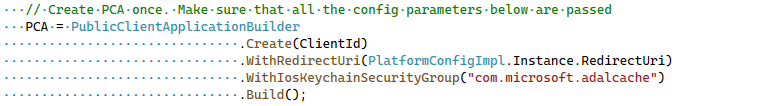 // Create PCA once. Make sure that all the config parameters below are passed
PCA = PublicClientApplicationBuilder
.Create(ClientId)
.WithRedirectUri(PlatformConfigImpl.Instance.RedirectUri)
.WithIosKeychainSecurityGroup("com.microsoft.adalcache")
.Build();